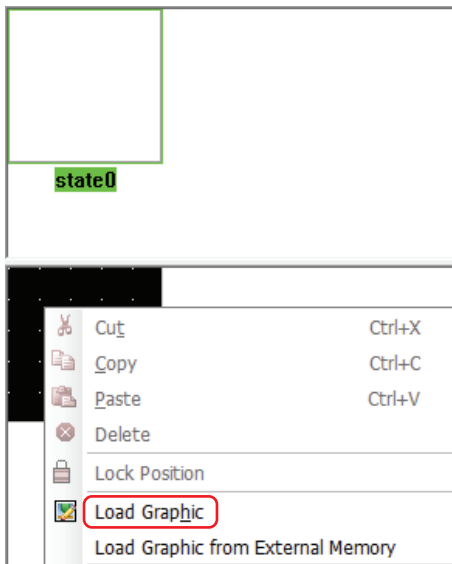 state0
Cut Ctrl+X
Copy Ctrl+C
Paste Ctrl+V
Delete
Lock Position
Load Graphic
Load Graphic from External Memory